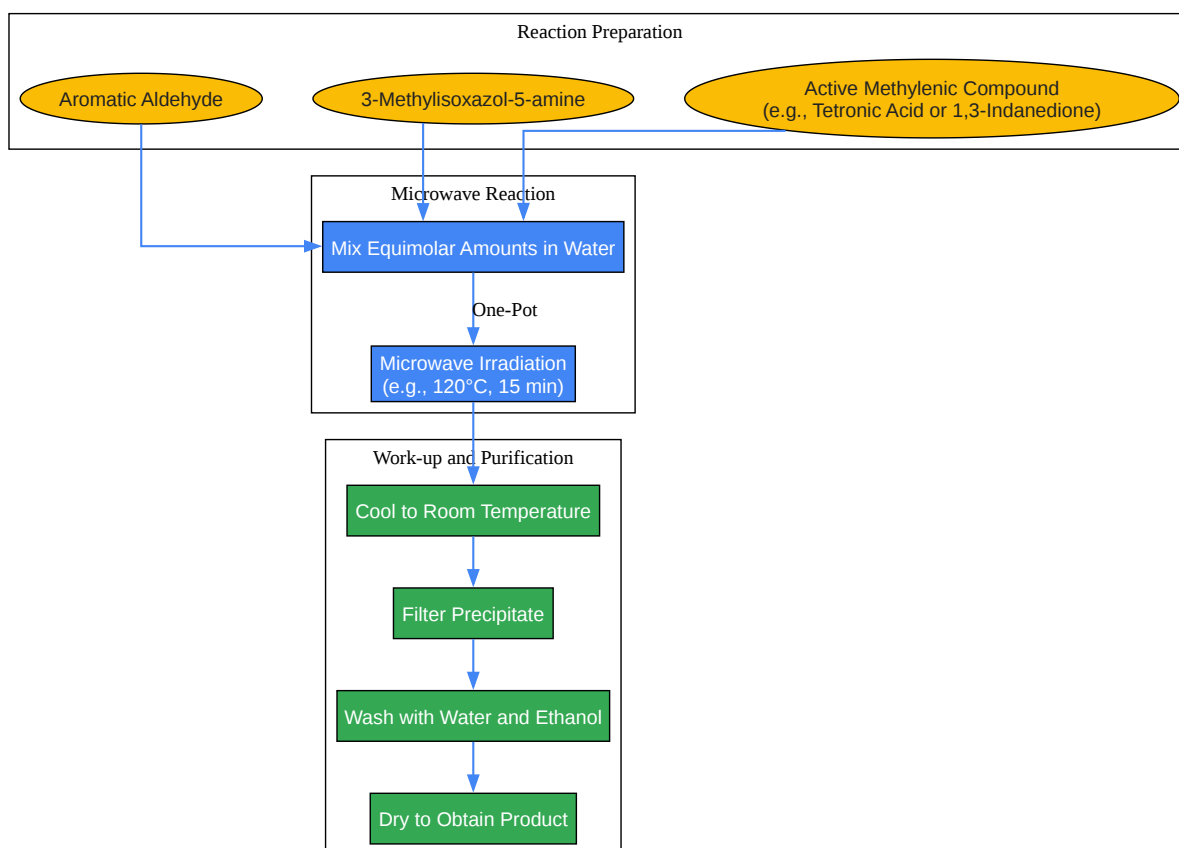 Reaction Preparation
Aromatic Aldehyde
3-Methylisoxazol-5-amine
Active Methylenic Compound
(e.g., Tetronic Acid or 1,3-Indanedione)
Microwave Reaction
Mix Equimolar Amounts in Water
One-Pot
Microwave Irradiation
(e.g., 120°C, 15 min)
Work-up and Purification
Cool to Room Temperature
Filter Precipitate
Wash with Water and Ethanol
Dry to Obtain Product